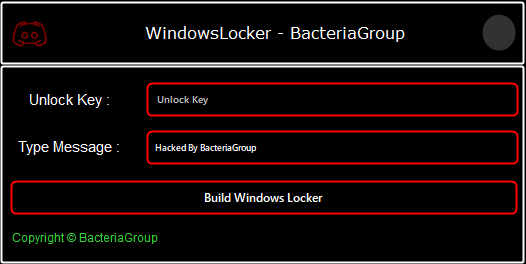 WindowsLocker - BacteriaGroup
Unlock Key : Unlock Key
Type Message : Hacked By BacteriaGroup
Build Windows Locker
Copyright © BacteriaGroup